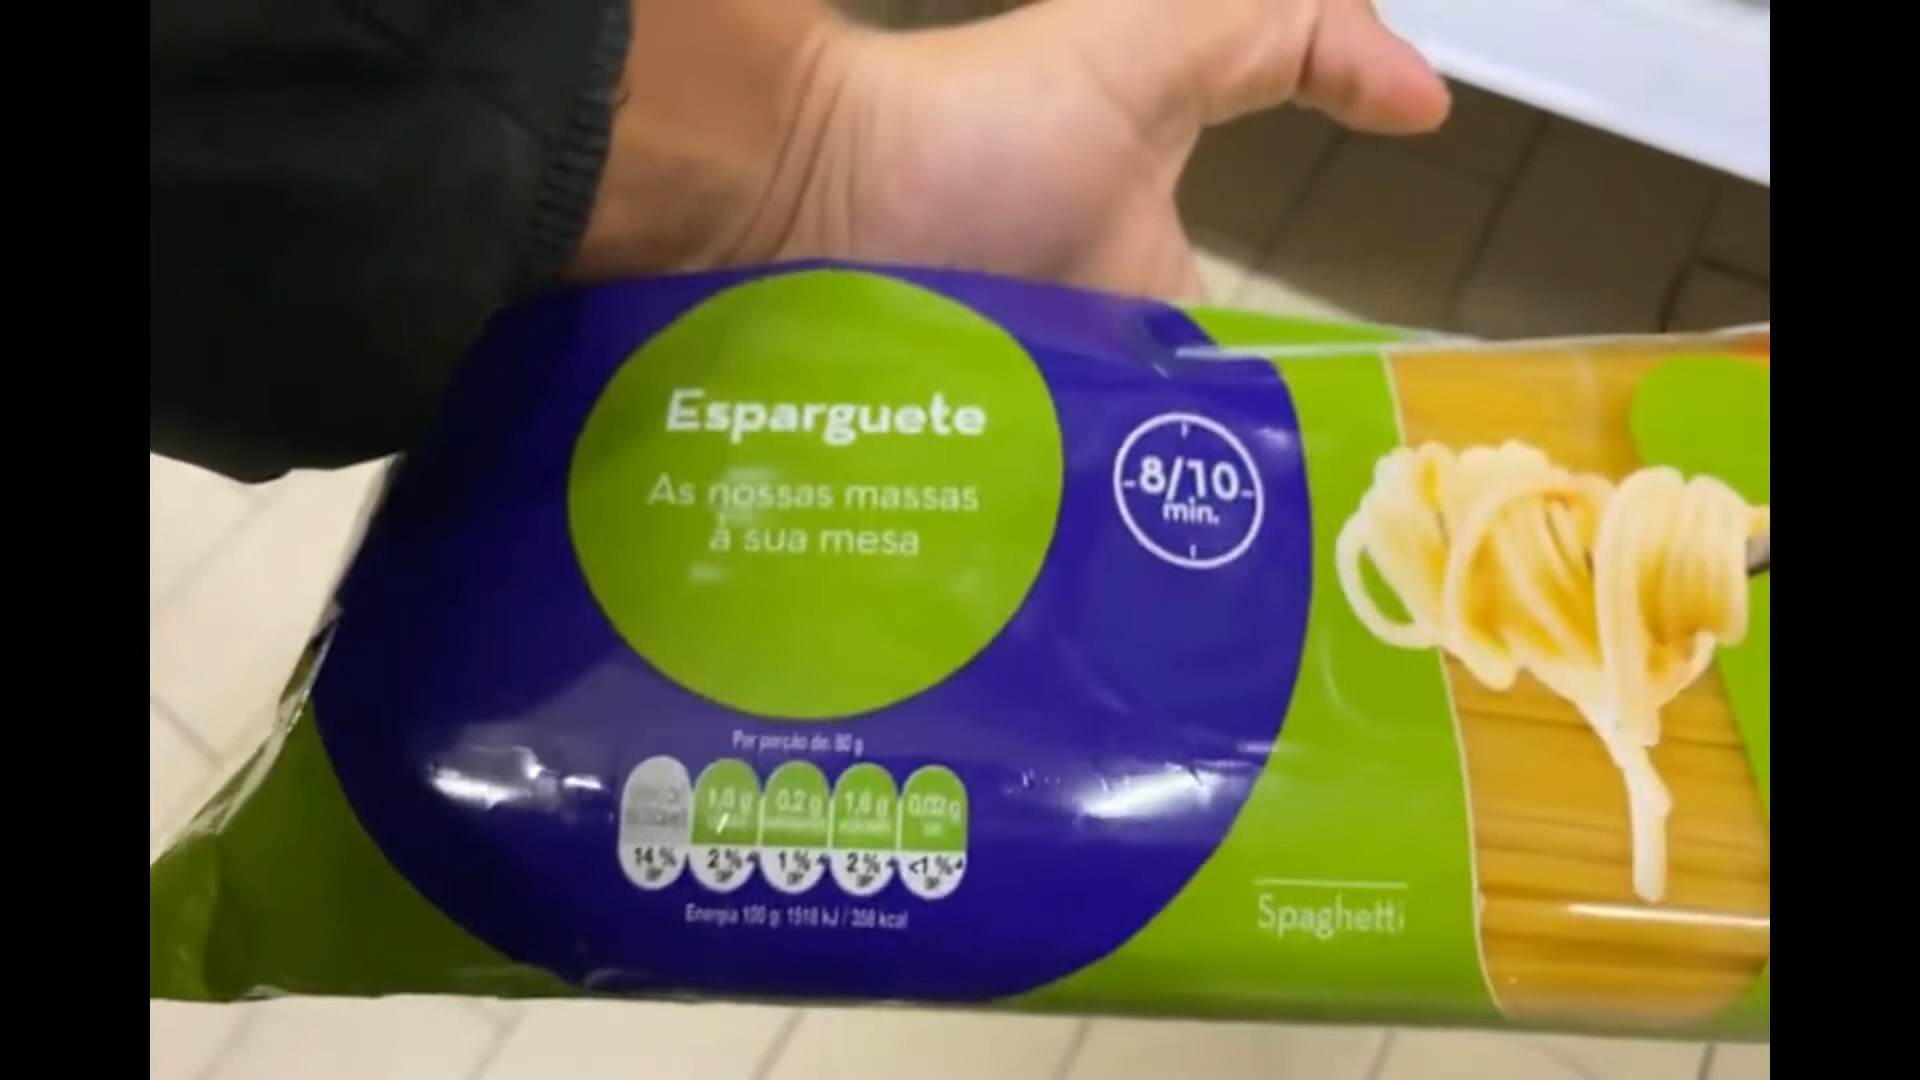 Esparguete
As nossas massas
à sua mesa
8/10
min.
Por porção de: 80 g
1,6 g
0,2 g
1,6 g
0,02 g
14 %
2 %
1 %
2 %
<1 %
Energia 100 g: 1518 kJ / 358 kcal
Spaghetti